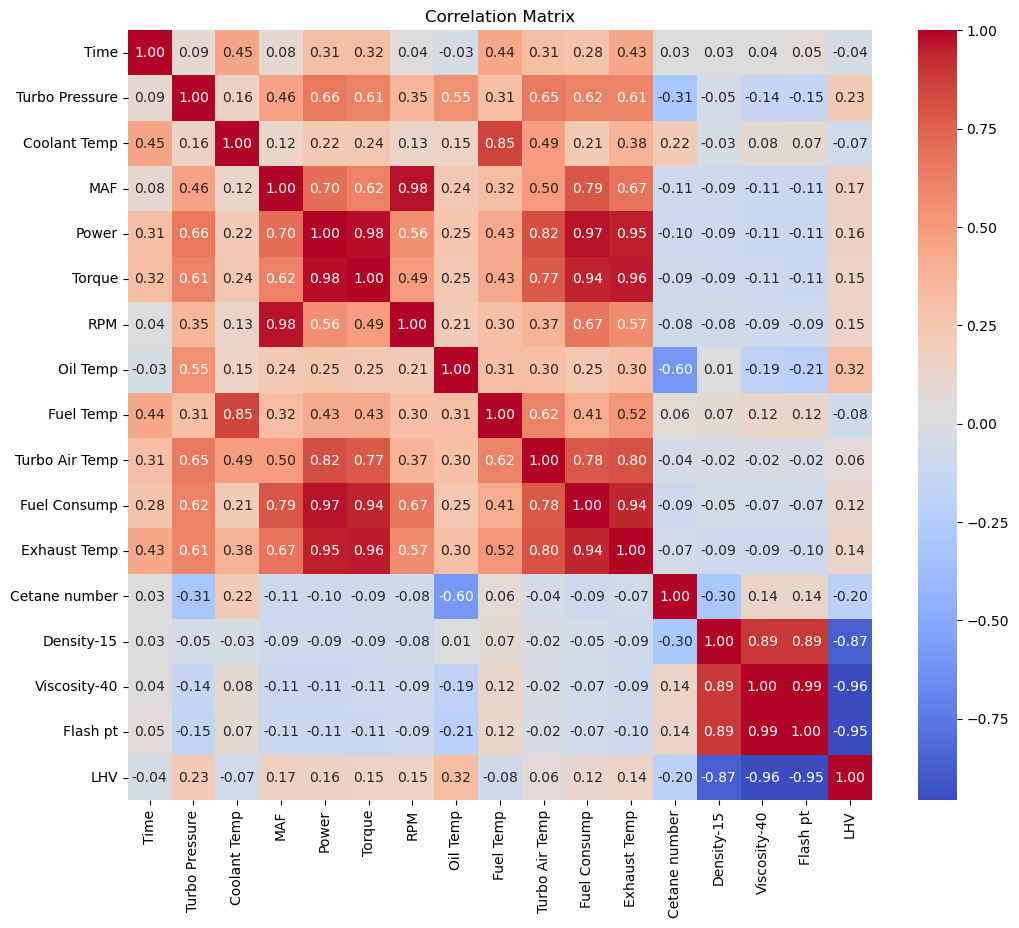 Correlation Matrix
Time 1.00 0.09 0.45 0.08 0.31 0.32 0.04 -0.03 0.44 0.31 0.28 0.43 0.03 0.03 0.04 0.05 -0.04
Turbo Pressure 0.09 1.00 0.16 0.46 0.66 0.61 0.35 0.55 0.31 0.65 0.62 0.61 -0.31 -0.05 -0.14 -0.15 0.23
Coolant Temp 0.45 0.16 1.00 0.12 0.22 0.24 0.13 0.15 0.85 0.49 0.21 0.38 0.22 -0.03 0.08 0.07 -0.07
MAF 0.08 0.46 0.12 1.00 0.70 0.62 0.98 0.24 0.32 0.50 0.79 0.67 -0.11 -0.09 -0.11 -0.11 0.17
Power 0.31 0.66 0.22 0.70 1.00 0.98 0.56 0.25 0.43 0.82 0.97 0.95 -0.10 -0.09 -0.11 -0.11 0.16
Torque 0.32 0.61 0.24 0.62 0.98 1.00 0.49 0.25 0.43 0.77 0.94 0.96 -0.09 -0.09 -0.11 -0.11 0.15
RPM 0.04 0.35 0.13 0.98 0.56 0.49 1.00 0.21 0.30 0.37 0.67 0.57 -0.08 -0.08 -0.09 -0.09 0.15
Oil Temp -0.03 0.55 0.15 0.24 0.25 0.25 0.21 1.00 0.31 0.30 0.25 0.30 -0.60 0.01 -0.19 -0.21 0.32
Fuel Temp 0.44 0.31 0.85 0.32 0.43 0.43 0.30 0.31 1.00 0.62 0.41 0.52 0.06 0.07 0.12 0.12 -0.08
Turbo Air Temp 0.31 0.65 0.49 0.50 0.82 0.77 0.37 0.30 0.62 1.00 0.78 0.80 -0.04 -0.02 -0.02 -0.02 0.06
Fuel Consump 0.28 0.62 0.21 0.79 0.97 0.94 0.67 0.25 0.41 0.78 1.00 0.94 -0.09 -0.05 -0.07 -0.07 0.12
Exhaust Temp 0.43 0.61 0.38 0.67 0.95 0.96 0.57 0.30 0.52 0.80 0.94 1.00 -0.07 -0.09 -0.09 -0.10 0.14
Cetane number 0.03 -0.31 0.22 -0.11 -0.10 -0.09 -0.08 -0.60 0.06 -0.04 -0.09 -0.07 1.00 -0.30 0.14 0.14 -0.20
Density-15 0.03 -0.05 -0.03 -0.09 -0.09 -0.09 -0.08 0.01 0.07 -0.02 -0.05 -0.09 -0.30 1.00 0.89 0.89 -0.87
Viscosity-40 0.04 -0.14 0.08 -0.11 -0.11 -0.11 -0.09 -0.19 0.12 -0.02 -0.07 -0.09 0.14 0.89 1.00 0.99 -0.96
Flash pt 0.05 -0.15 0.07 -0.11 -0.11 -0.11 -0.09 -0.21 0.12 -0.02 -0.07 -0.10 0.14 0.89 0.99 1.00 -0.95
LHV -0.04 0.23 -0.07 0.17 0.16 0.15 0.15 0.32 -0.08 0.06 0.12 0.14 -0.20 -0.87 -0.96 -0.95 1.00
Time
Turbo Pressure
Coolant Temp
MAF
Power
Torque
RPM
Oil Temp
Fuel Temp
Turbo Air Temp
Fuel Consump
Exhaust Temp
Cetane number
Density-15
Viscosity-40
Flash pt
LHV
1.00
0.75
0.50
0.25
0.00
−0.25
−0.50
−0.75